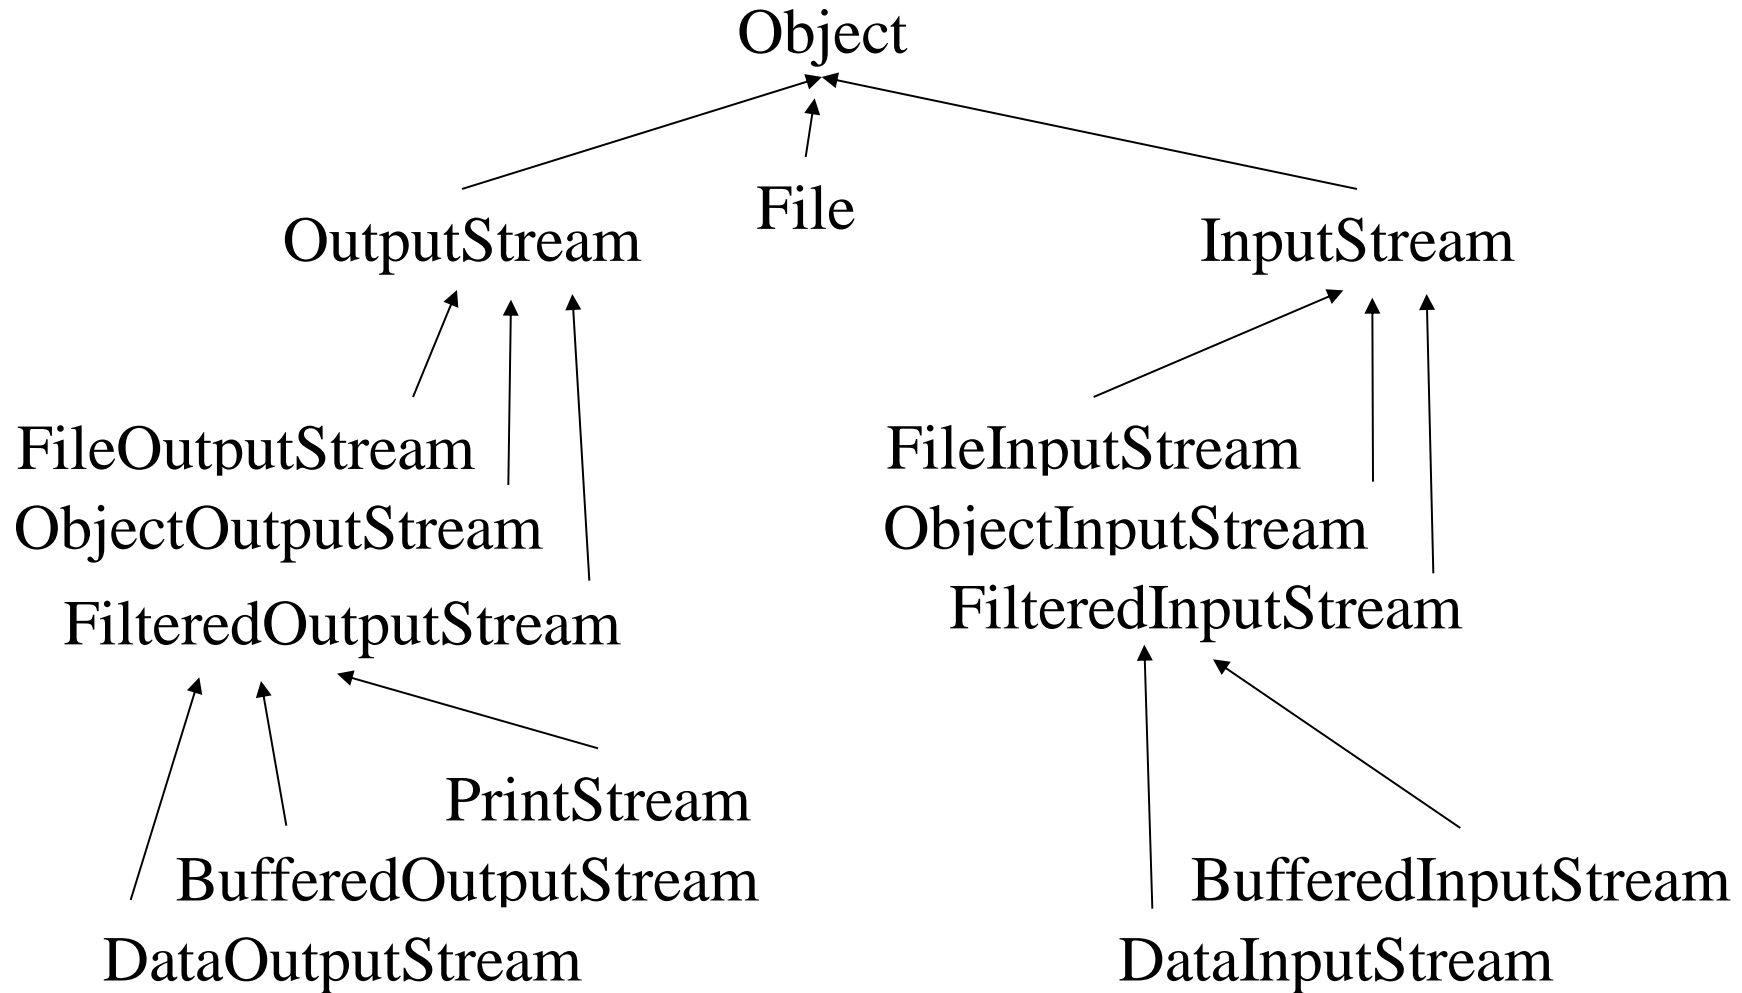 Object
File
OutputStream
InputStream
FileOutputStream
FileInputStream
ObjectOutputStream
ObjectInputStream
FilteredOutputStream
FilteredInputStream
PrintStream
BufferedOutputStream
BufferedInputStream
DataOutputStream
DataInputStream